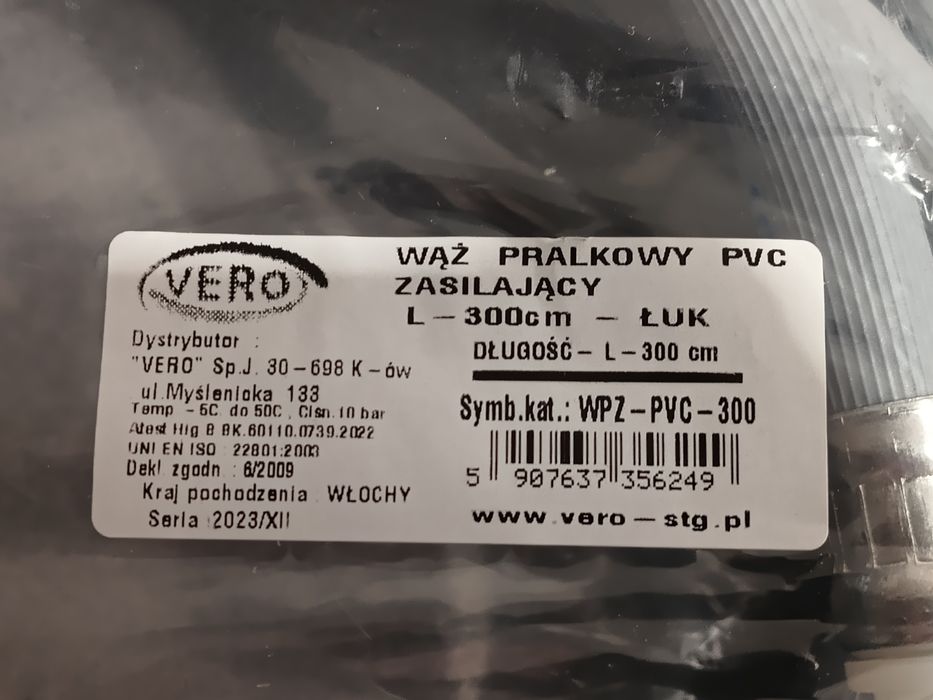 VERO
WĄŻ PRALKOWY PVC
ZASILAJĄCY
L – 300cm – ŁUK
DŁUGOŚĆ – L – 300 cm
Symb.kat.: WPZ – PVC – 300
5 907637 356249
www.vero – stg.pl
Dystrybutor :
"VERO" Sp.J. 30 – 698 K – ów
ul.Myślenicka 133
Temp – 5C. do 50C , Ciśn. 10 bar
Atest Hig B BK.60110.0739.2022
UNI EN ISO : 22801:2003
Dekl. zgodn. : 6/2009
Kraj pochodzenia WŁOCHY
Seria :2023/XII